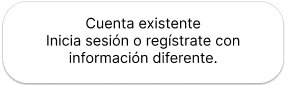 Cuenta existente
Inicia sesión o regístrate con
información diferente.